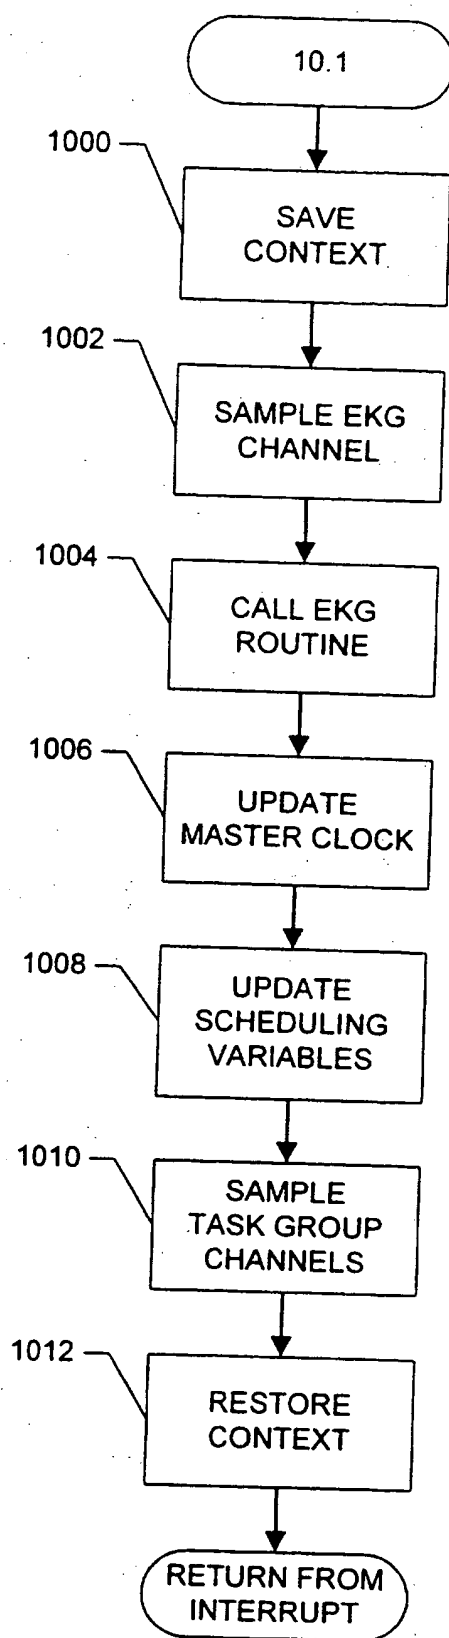 10.1
1000
SAVE
CONTEXT
1002
SAMPLE EKG
CHANNEL
1004
CALL EKG
ROUTINE
1006
UPDATE
MASTER CLOCK
1008
UPDATE
SCHEDULING
VARIABLES
1010
SAMPLE
TASK GROUP
CHANNELS
1012
RESTORE
CONTEXT
RETURN FROM
INTERRUPT